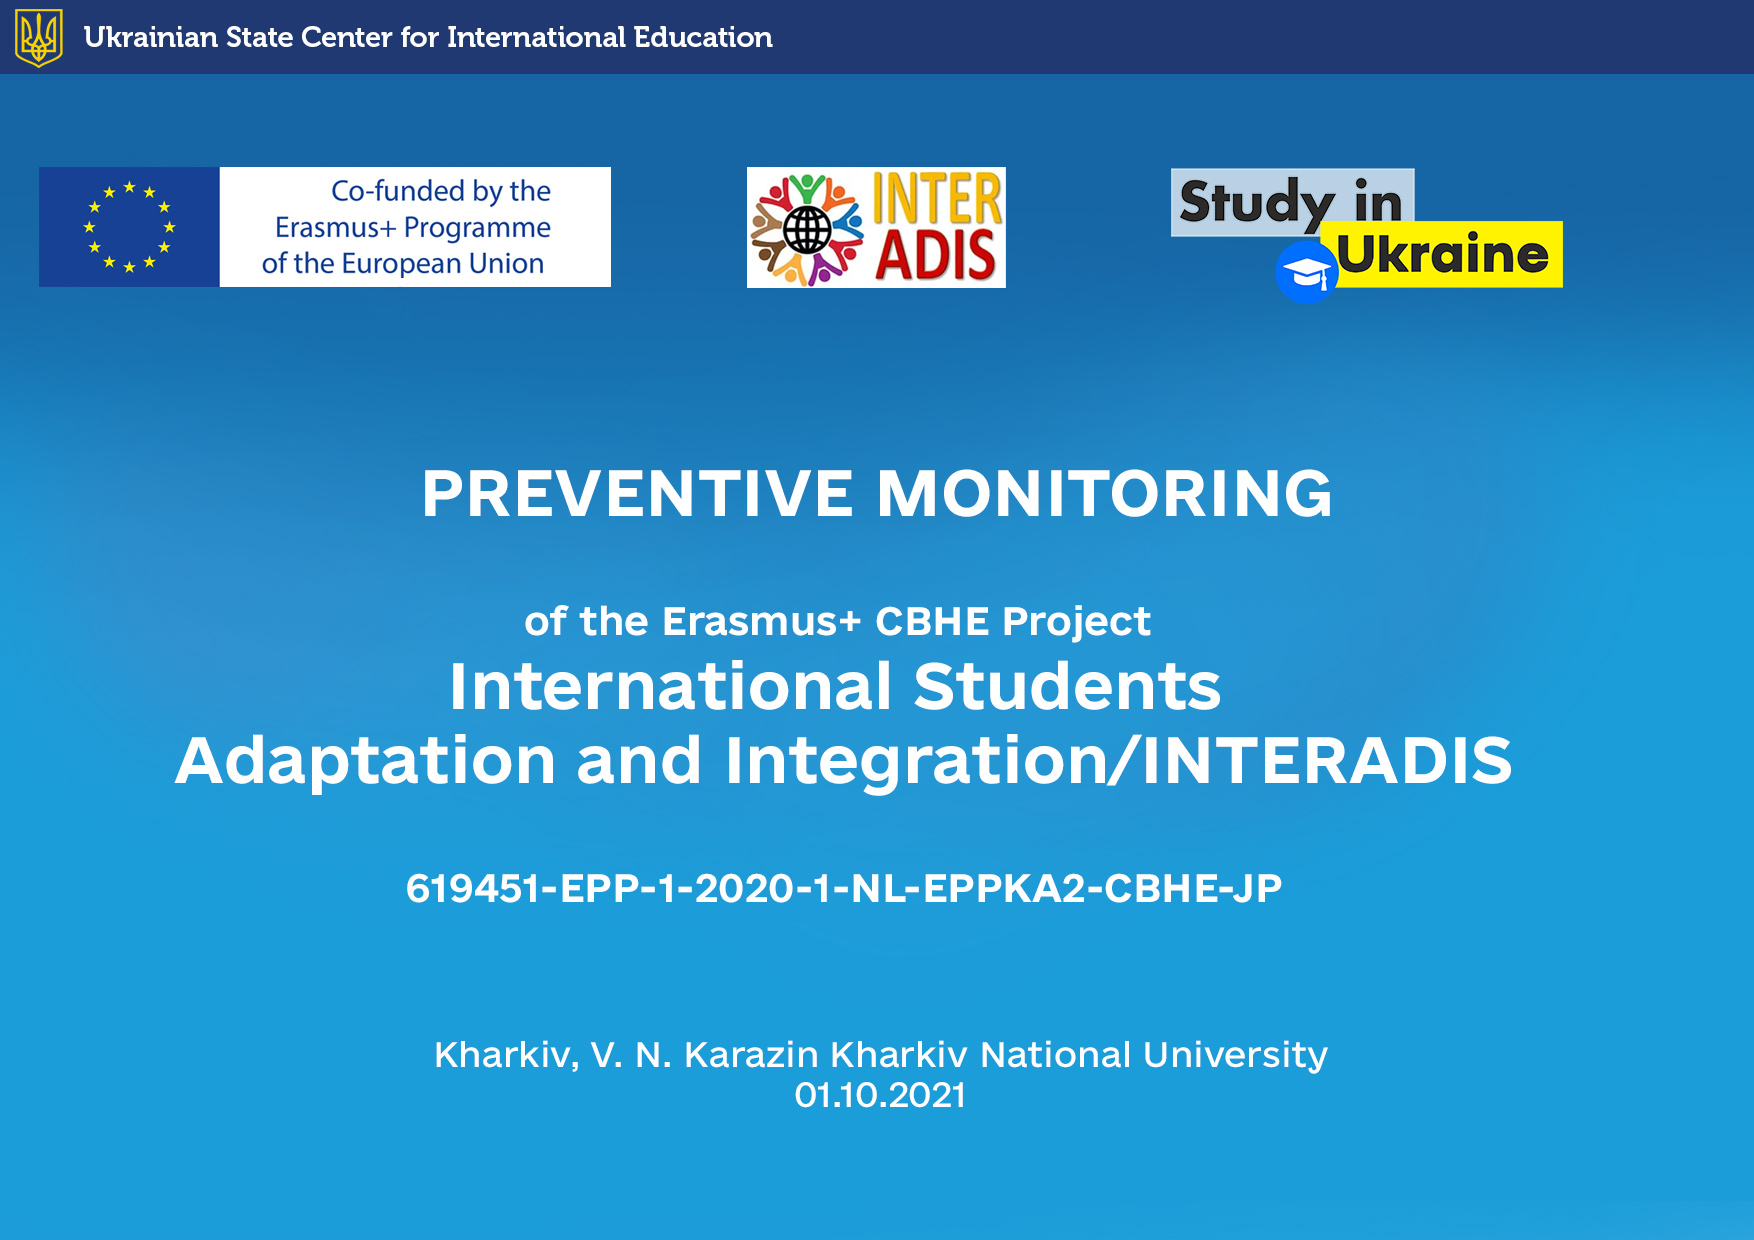 Ukrainian State Center for International Education
Co-funded by the
Erasmus+ Programme
of the European Union
INTER
ADIS
Study in
Ukraine
PREVENTIVE MONITORING
of the Erasmus+ CBHE Project
International Students
Adaptation and Integration/INTERADIS
619451-EPP-1-2020-1-NL-EPPKA2-CBHE-JP
Kharkiv, V. N. Karazin Kharkiv National University
01.10.2021